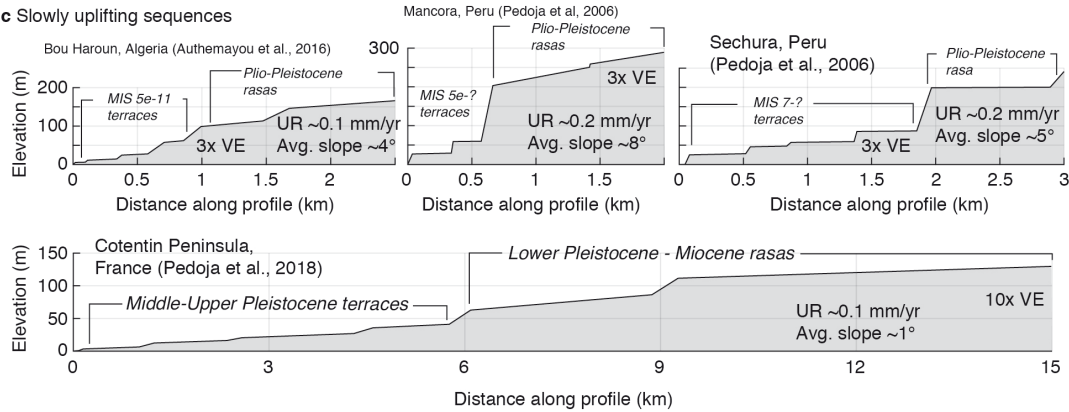 c Slowly uplifting sequences
Bou Haroun, Algeria (Authemayou et al., 2016)
Elevation (m)
200
100
0
MIS 5e-11
terraces
Plio-Pleistocene
rasas
3x VE
UR ~0.1 mm/yr
Avg. slope ~4°
0
0.5
1
1.5
2
Distance along profile (km)
Mancora, Peru (Pedoja et al, 2006)
300
MIS 5e-?
terraces
Plio-Pleistocene
rasas
3x VE
UR ~0.2 mm/yr
Avg. slope ~8°
0
0.5
1
1.5
Distance along profile (km)
Sechura, Peru
(Pedoja et al., 2006)
MIS 7-?
terraces
Plio-Pleistocene
rasa
3x VE
UR ~0.2 mm/yr
Avg. slope ~5°
0
0.5
1
1.5
2
2.5
3
Distance along profile (km)
Cotentin Peninsula,
France (Pedoja et al., 2018)
Elevation (m)
150
100
50
0
Middle-Upper Pleistocene terraces
Lower Pleistocene - Miocene rasas
10x VE
UR ~0.1 mm/yr
Avg. slope ~1°
0
3
6
9
12
15
Distance along profile (km)